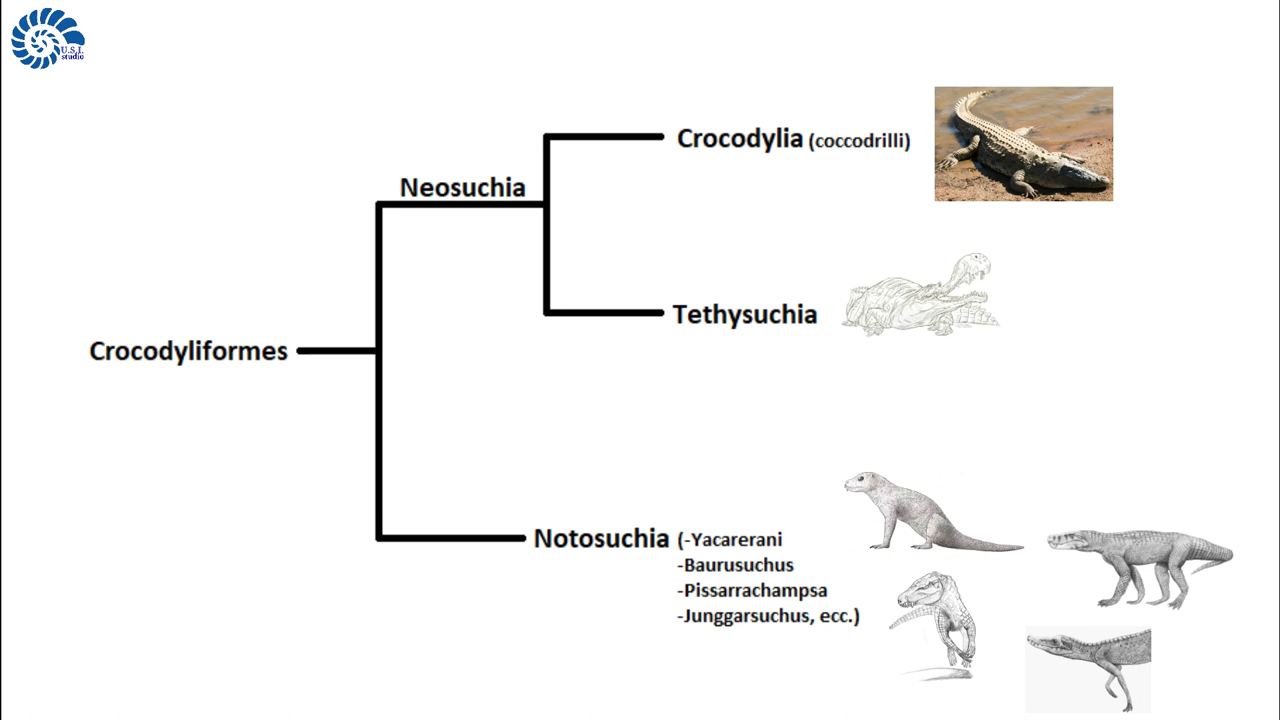 U.S.I.
studio
Crocodylia (coccodrilli)
Neosuchia
Tethysuchia
Crocodyliformes
Notosuchia (-Yacarerani
-Baurusuchus
-Pissarrachampsa
-Junggarsuchus, ecc.)